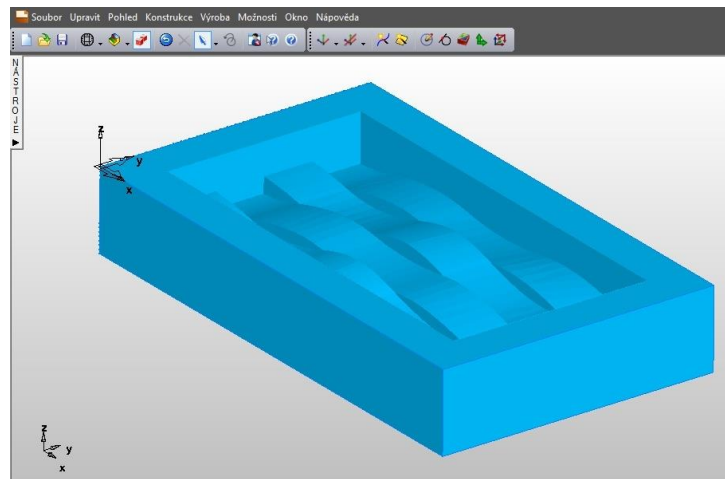 Soubor Upravit Pohled Konstrukce Výroba Možnosti Okno Nápověda
NÁSTROJE
z
y
x
z
y
x